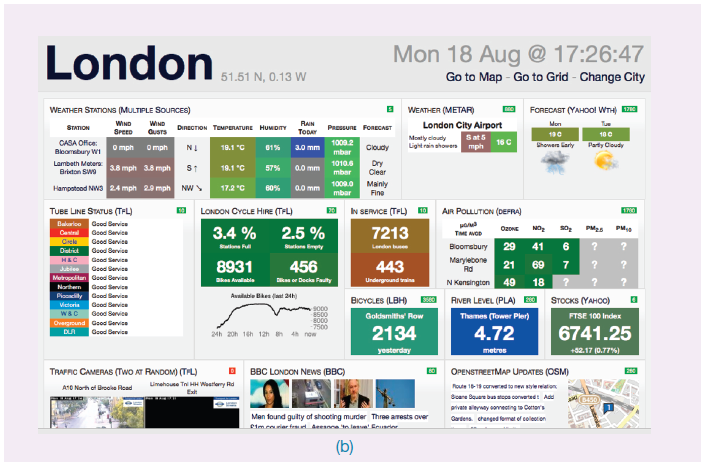 London
51.51 N, 0.13 W
Mon 18 Aug @ 17:26:47
Go to Map - Go to Grid - Change City
Weather Stations (Multiple Sources)
Station Wind Speed Wind Gusts Direction Temperature Humidity Rain Today Pressure Forecast
CASA Office: Bloomsbury W1 0 mph 0 mph N ↓ 19.1 °C 61% 3.0 mm 1009.2 mbar Cloudy
Lambeth Meters: Brixton SW9 3.8 mph 3.8 mph S ↑ 19.1 °C 57% 0.0 mm 1010.6 mbar Dry Clear
Hampstead NW3 2.4 mph 2.9 mph NW ↘ 17.2 °C 60% 0.0 mm 1009.0 mbar Mainly Fine
Weather (METAR)
London City Airport
Mostly cloudy
Light rain showers
S at 5 mph
16 C
Forecast (Yahoo! Wth)
Mon Tue
19 C
Showers Early Partly Cloudy
Tube Line Status (TfL)
Bakerloo Good Service
Central Good Service
Circle Good Service
District Good Service
H & C Good Service
Jubilee Good Service
Metropolitan Good Service
Northern Good Service
Piccadilly Good Service
Victoria Good Service
W & C Good Service
Overground Good Service
DLR Good Service
London Cycle Hire (TfL)
3.4 % 2.5 %
Stations Full Stations Empty
8931 456
Bikes Available Bikes or Docks Faulty
Available Bikes (last 24h)
9000
8500
8000
7500
24h 20h 16h 12h 8h 4h now
In service (TfL)
7213
London buses
443
Underground trains
Air Pollution (DEFRA)
µg/m³ Time Avgd Ozone NO₂ SO₂ PM₂.₅ PM₁₀
Bloomsbury 29 41 6 ? ?
Marylebone Rd 21 69 7 ? ?
N Kensington 49 18 ? ? ?
Bicycles (LBH)
Goldsmiths' Row
2134
yesterday
River Level (PLA)
Thames (Tower Pier)
4.72
metres
Stocks (Yahoo)
FTSE 100 Index
6741.25
+52.17 (0.77%)
Traffic Cameras (Two at Random) (TfL)
A10 North of Brooke Road
Limehouse Tnl HH Westferry Rd Exit
BBC London News (BBC)
Men found guilty of shooting murder Three arrests over
£1m courier fraud Assange 'to leave' Ecuador
OpenstreetMap Updates (OSM)
Route 16-19 converted to new style relation:
Sloane Square bus stops converted t Add
private alleyway connecting to Cotton's
Gardens. changed format of collection
B450
1
(b)